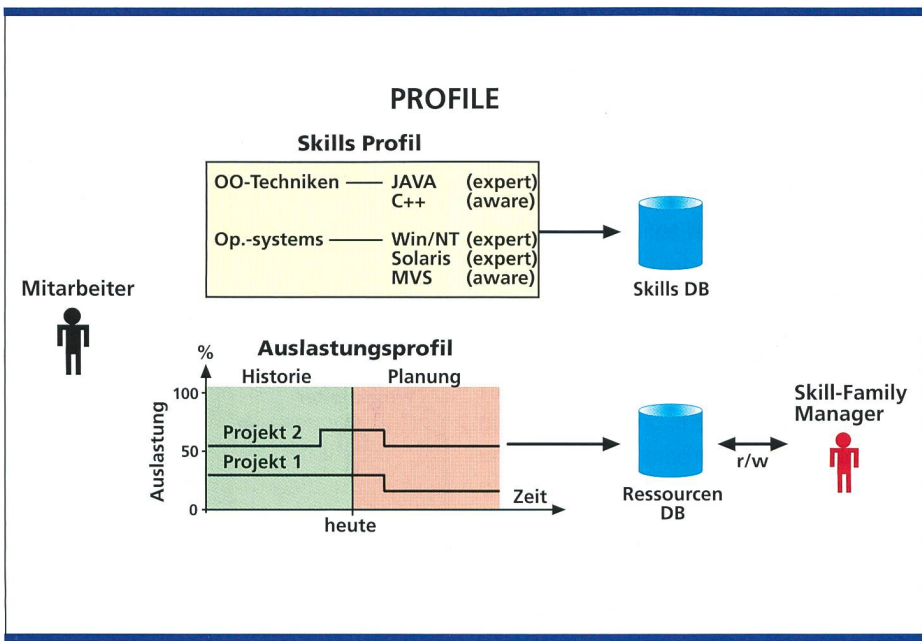 PROFILE
Skills Profil
OO-Techniken JAVA (expert)
C++ (aware)
Op.-systems Win/NT (expert)
Solaris (expert)
MVS (aware)
Skills DB
Mitarbeiter
Auslastungsprofil
%
Historie Planung
100
Projekt 2
50
Projekt 1
0
Auslastung
Zeit
heute
Ressourcen
DB
r/w
Skill-Family
Manager